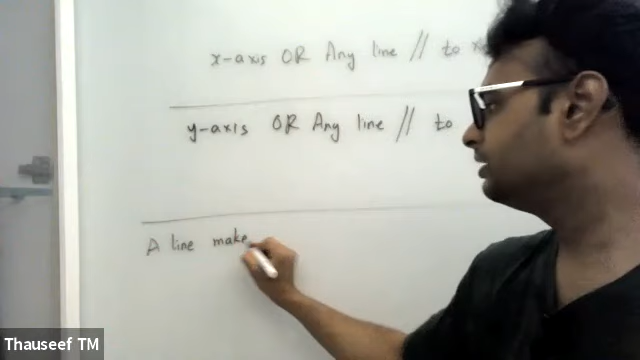 x-axis OR Any line // to
y-axis OR Any line // to
A line make
Thauseef TM